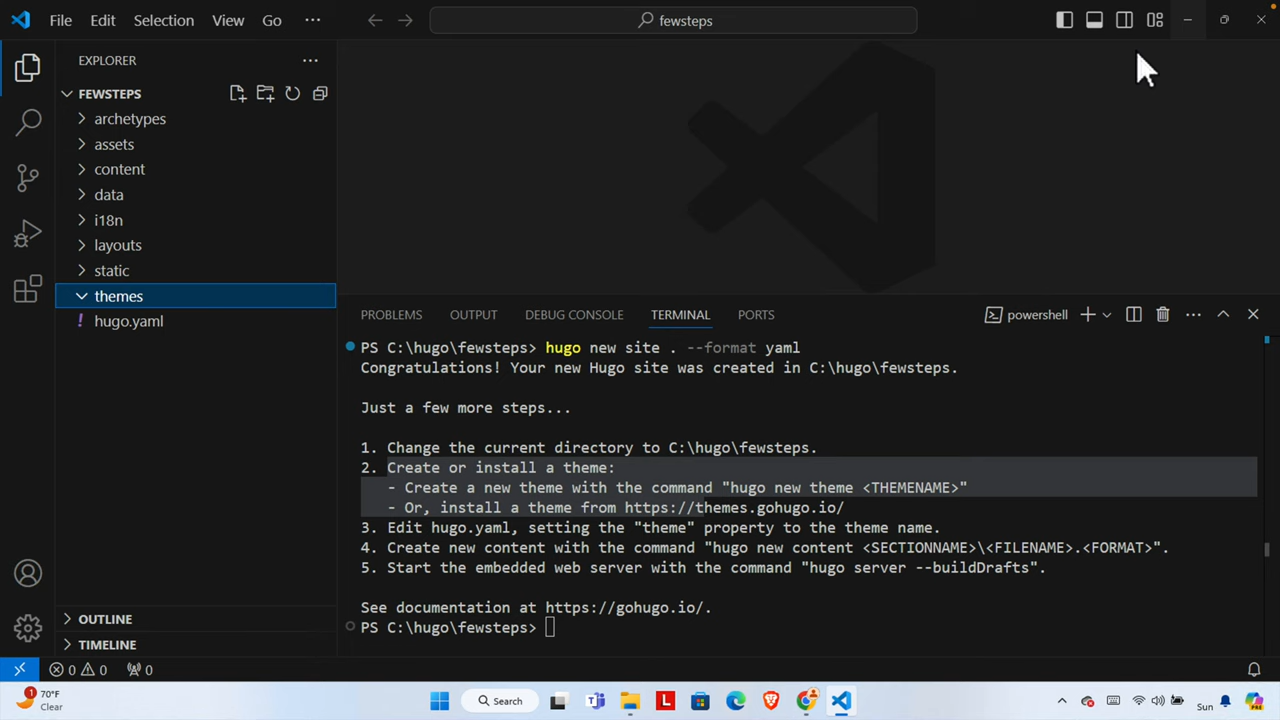 File Edit Selection View Go ···
fewsteps
EXPLORER ···
FEWSTEPS
archetypes
assets
content
data
i18n
layouts
static
themes
! hugo.yaml
OUTLINE
TIMELINE
PROBLEMS OUTPUT DEBUG CONSOLE TERMINAL PORTS
powershell
PS C:\hugo\fewsteps> hugo new site . --format yaml
Congratulations! Your new Hugo site was created in C:\hugo\fewsteps.
Just a few more steps...
1. Change the current directory to C:\hugo\fewsteps.
2. Create or install a theme:
- Create a new theme with the command "hugo new theme <THEMENAME>"
- Or, install a theme from https://themes.gohugo.io/
3. Edit hugo.yaml, setting the "theme" property to the theme name.
4. Create new content with the command "hugo new content <SECTIONNAME>\<FILENAME>.<FORMAT>".
5. Start the embedded web server with the command "hugo server --buildDrafts".
See documentation at https://gohugo.io/.
PS C:\hugo\fewsteps>
0 0 0
1
70°F
Clear
Search
L
Sun
PRE